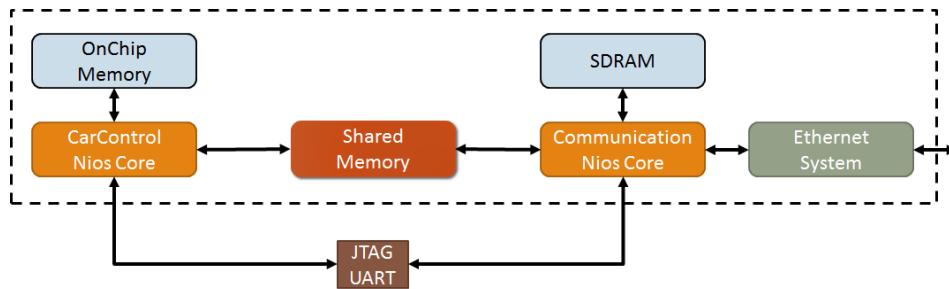 OnChip
Memory
SDRAM
CarControl
Nios Core
Shared
Memory
Communication
Nios Core
Ethernet
System
JTAG
UART